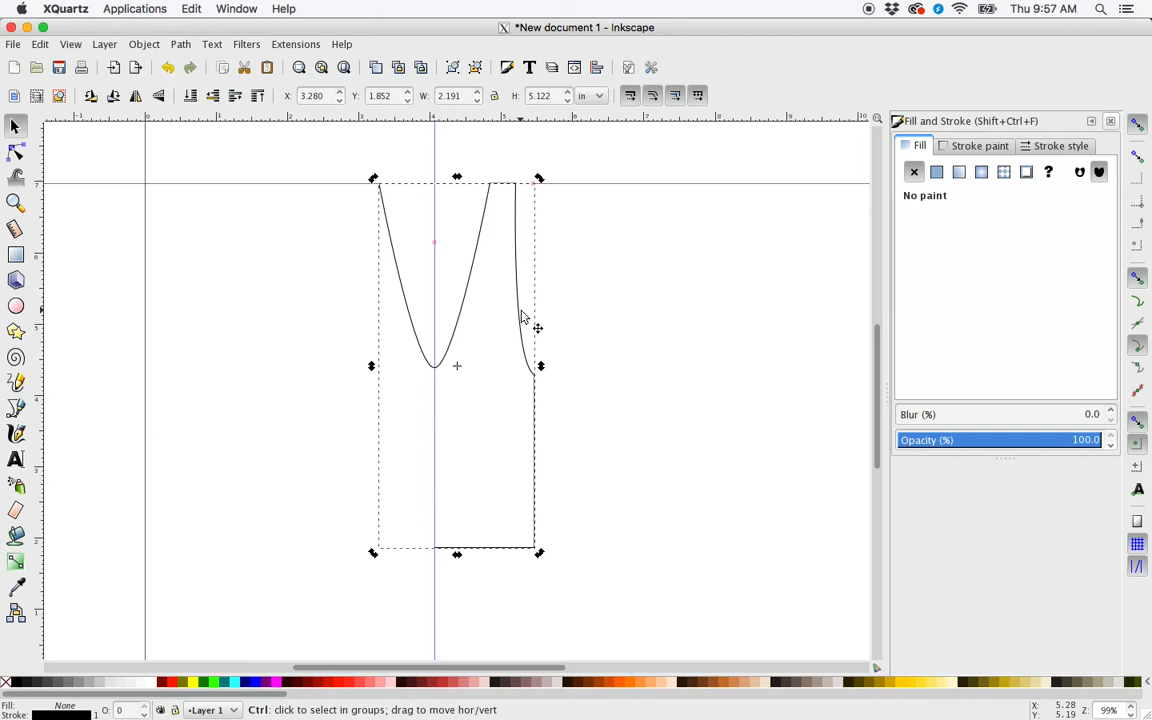 XQuartz Applications Edit Window Help Thu 9:57 AM
*New document 1 - Inkscape
File Edit View Layer Object Path Text Filters Extensions Help
X: 3.280 Y: 1.852 W: 2.191 H: 5.122 in
Fill and Stroke (Shift+Ctrl+F)
Fill Stroke paint Stroke style
No paint
Blur (%) 0.0
Opacity (%) 100.0
Fill: None
Stroke: 1
O: 0
Layer 1
Ctrl: click to select in groups; drag to move hor/vert
X: 5.28
Y: 5.19
Z: 99%